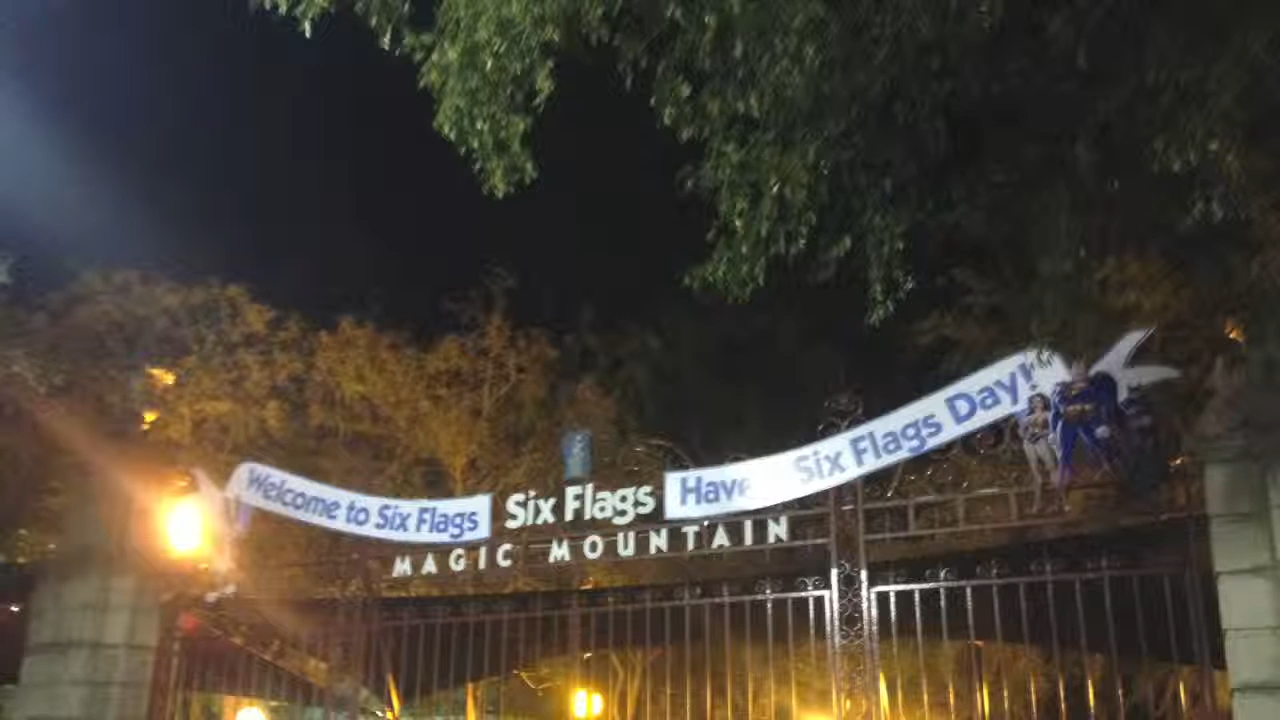 Welcome to Six Flags
Six Flags
Have Six Flags Day!
MAGIC MOUNTAIN